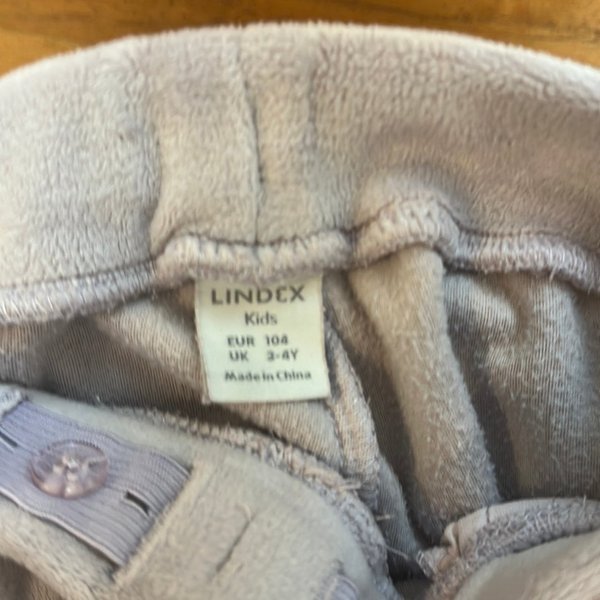 LINDEX
Kids
EUR 104
UK 3-4Y
Made in China